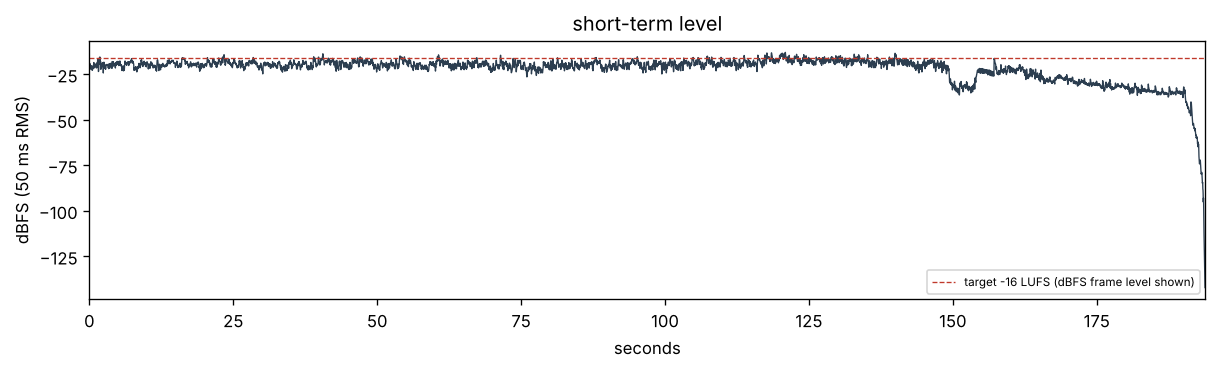 short-term level
dBFS (50 ms RMS)
−25
−50
−75
−100
−125
target -16 LUFS (dBFS frame level shown)
0 25 50 75 100 125 150 175
seconds